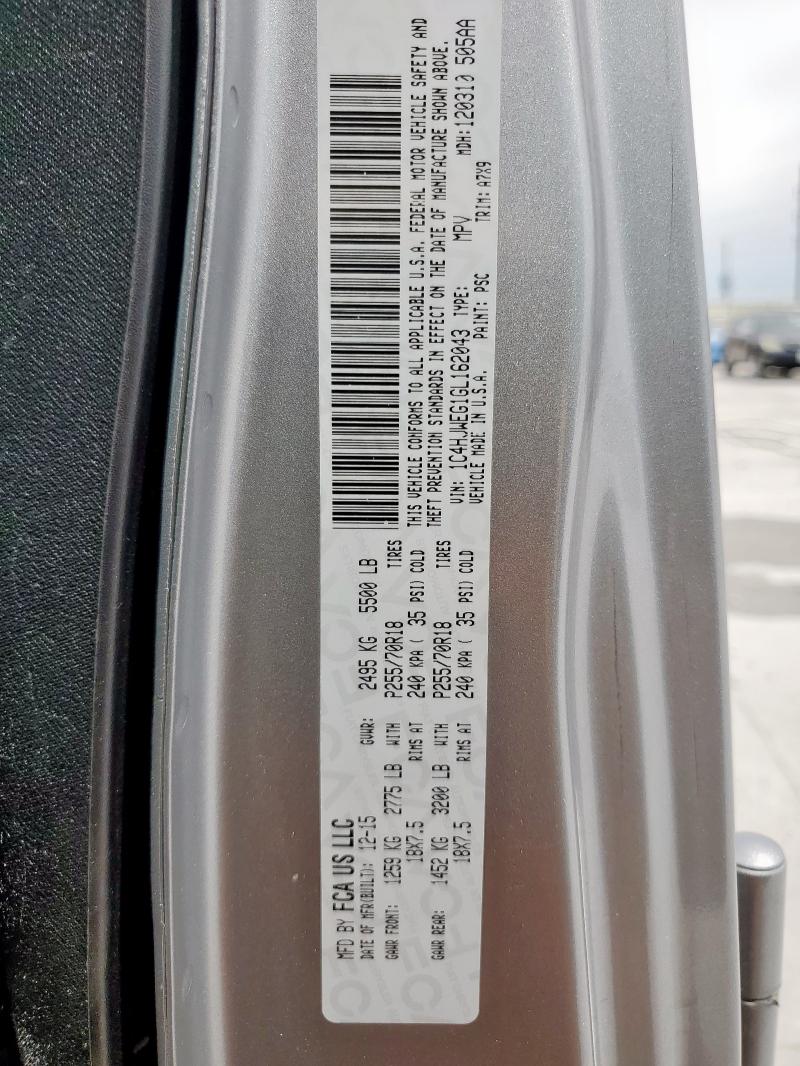 MFD BY FCA US LLC
DATE OF MFR(BUILT): 12-15 GVWR: 2495 KG 5500 LB
GAWR FRONT: 1259 KG 2775 LB WITH P255/70R18 TIRES
18X7.5 RIMS AT 240 KPA ( 35 PSI) COLD
GAWR REAR: 1452 KG 3200 LB WITH P255/70R18 TIRES
18X7.5 RIMS AT 240 KPA ( 35 PSI) COLD
THIS VEHICLE CONFORMS TO ALL APPLICABLE U.S.A. FEDERAL MOTOR VEHICLE SAFETY AND
THEFT PREVENTION STANDARDS IN EFFECT ON THE DATE OF MANUFACTURE SHOWN ABOVE.
VIN: 1C4HJWEG1GL162043 TYPE: MPV MDH:120310 505AA
VEHICLE MADE IN U.S.A. PAINT: PSC TRIM: A7X9